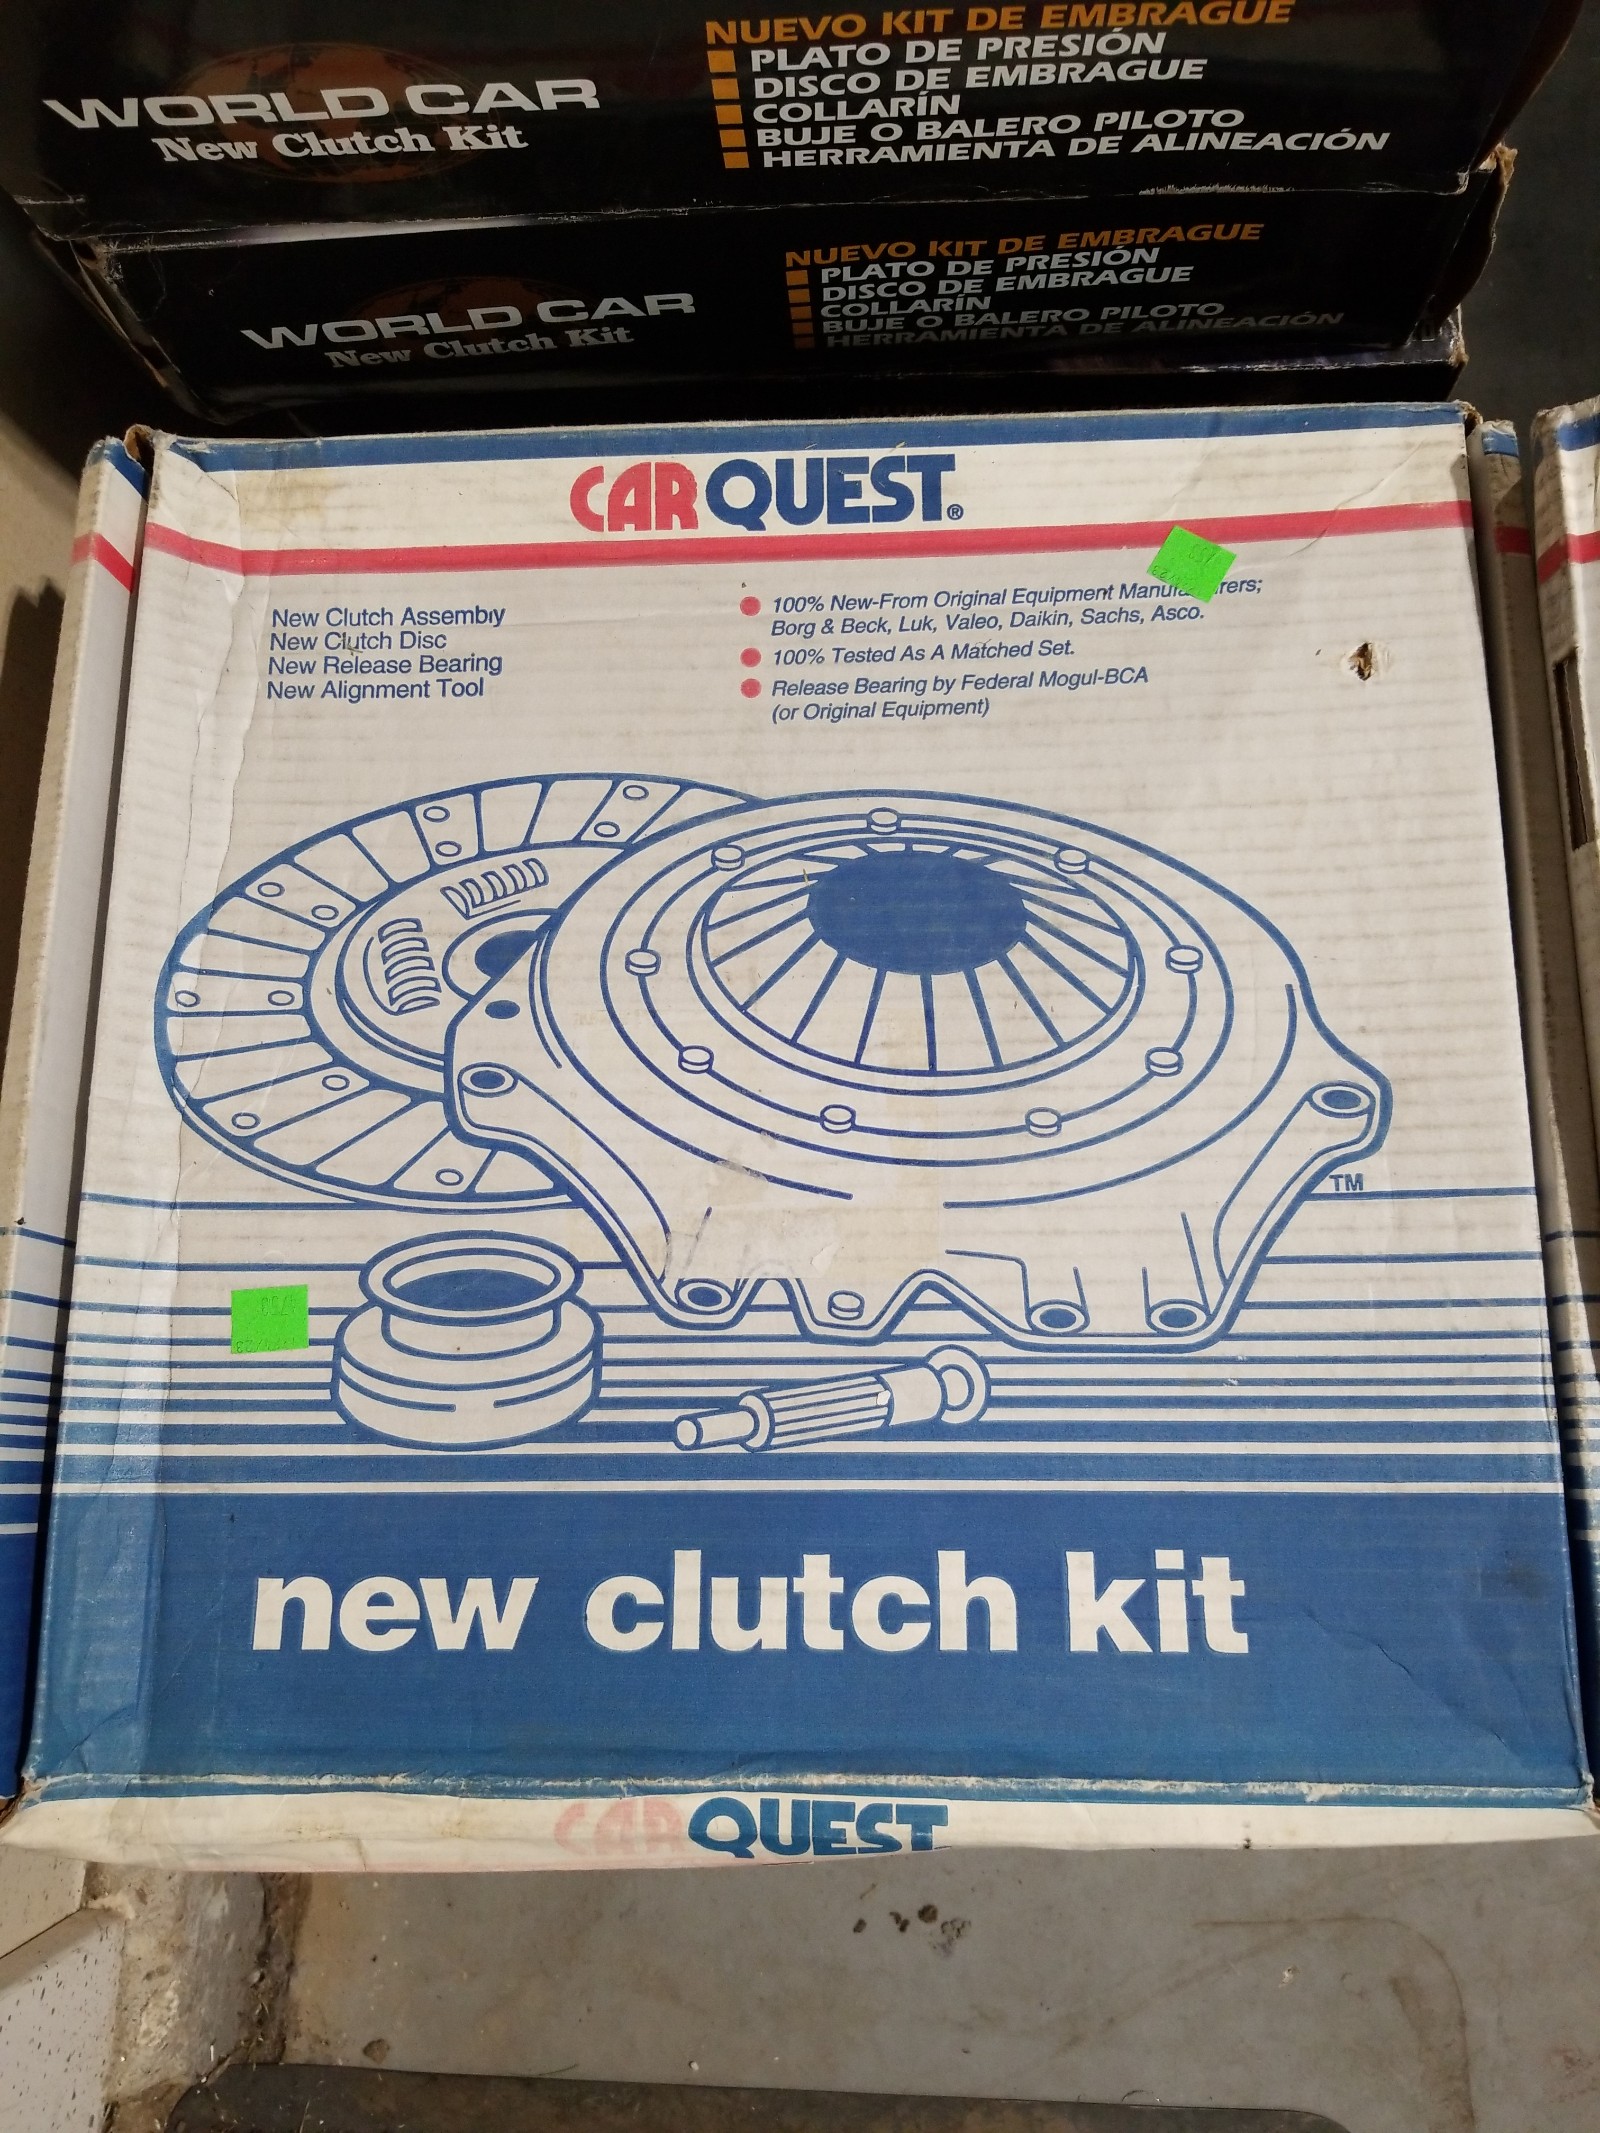 NUEVO KIT DE EMBRAGUE
PLATO DE PRESIÓN
DISCO DE EMBRAGUE
COLLARÍN
BUJE O BALERO PILOTO
HERRAMIENTA DE ALINEACIÓN
WORLD CAR
New Clutch Kit
NUEVO KIT DE EMBRAGUE
PLATO DE PRESIÓN
DISCO DE EMBRAGUE
COLLARÍN
BUJE O BALERO PILOTO
HERRAMIENTA DE ALINEACIÓN
WORLD CAR
New Clutch Kit
CARQUEST®
New Clutch Assembly
New Clutch Disc
New Release Bearing
New Alignment Tool
100% New-From Original Equipment
Borg & Beck, Luk, Valeo, Daikin, Sachs, Asco.
100% Tested As A Matched Set.
Release Bearing by Federal Mogul-BCA
(or Original Equipment)
TM
new clutch kit
CARQUEST